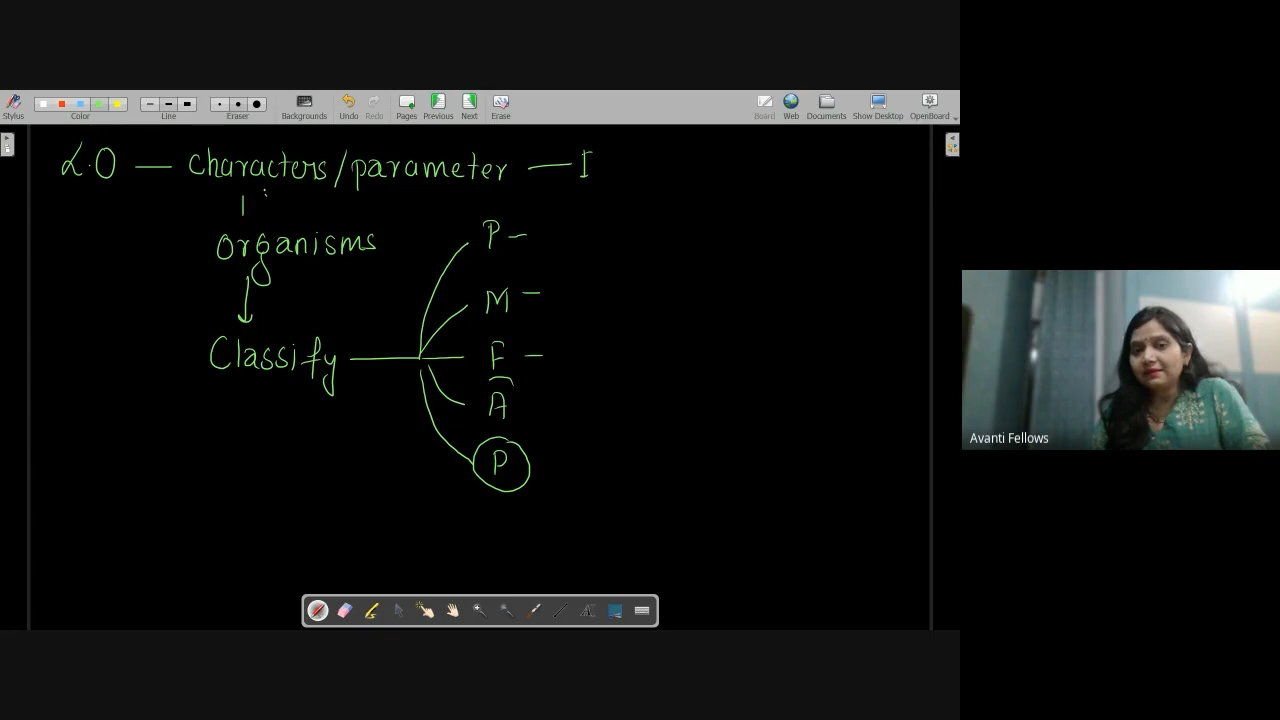 Stylus Color Line Eraser Backgrounds Undo Redo Pages Previous Next Erase Board Web Documents Show Desktop OpenBoard
L.O — characters/parameter — I
Organisms
P -
M -
Classify
F -
A
P
Avanti Fellows